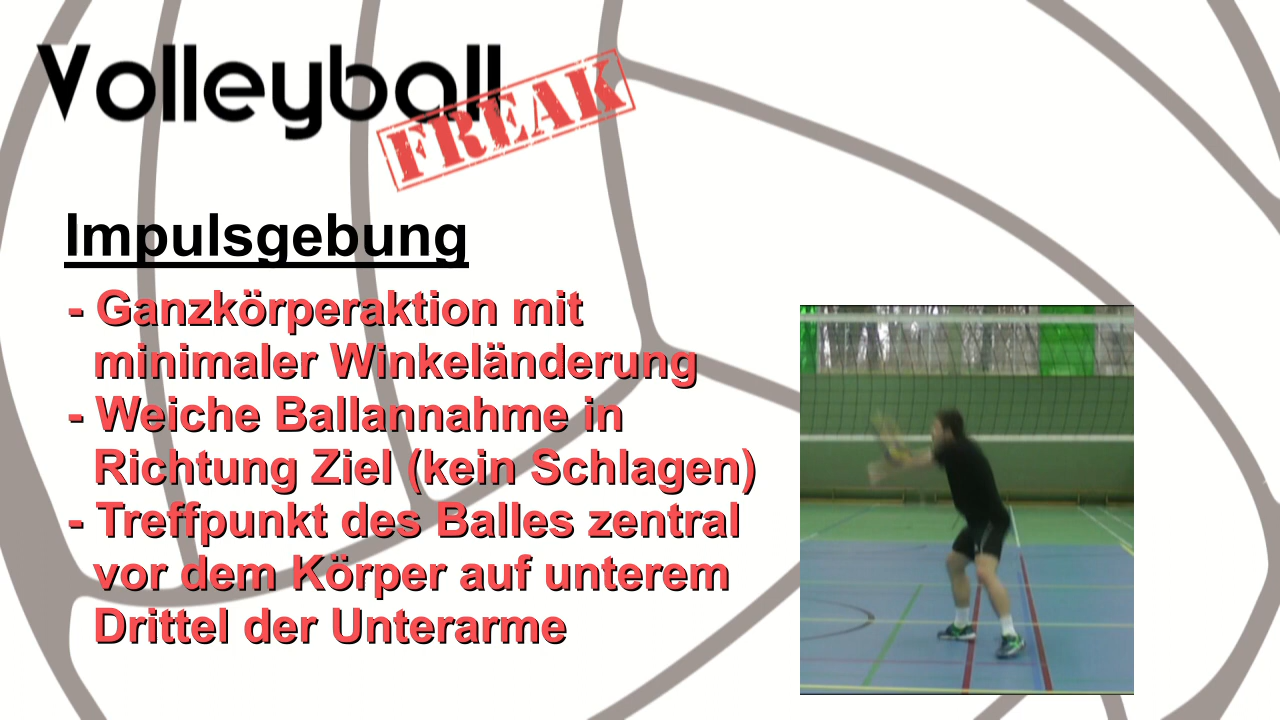 Volleyball
FREAK
Impulsgebung
- Ganzkörperaktion mit
minimaler Winkeländerung
- Weiche Ballannahme in
Richtung Ziel (kein Schlagen)
- Treffpunkt des Balles zentral
vor dem Körper auf unterem
Drittel der Unterarme